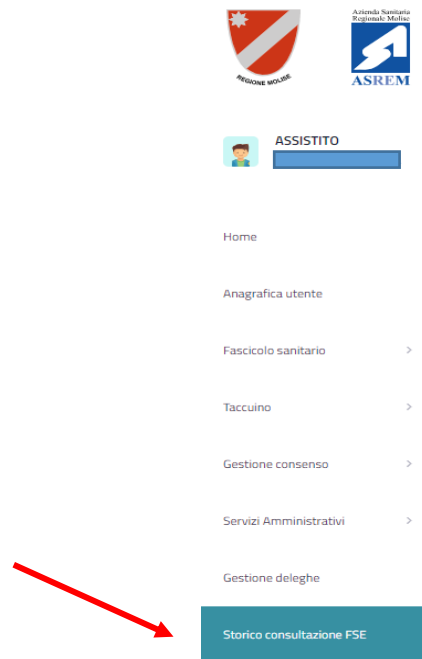 Azienda Sanitaria
Regionale Molise
REGIONE MOLISE
ASREM
ASSISTITO
Home
Anagrafica utente
Fascicolo sanitario
Taccuino
Gestione consenso
Servizi Amministrativi
Gestione deleghe
Storico consultazione FSE